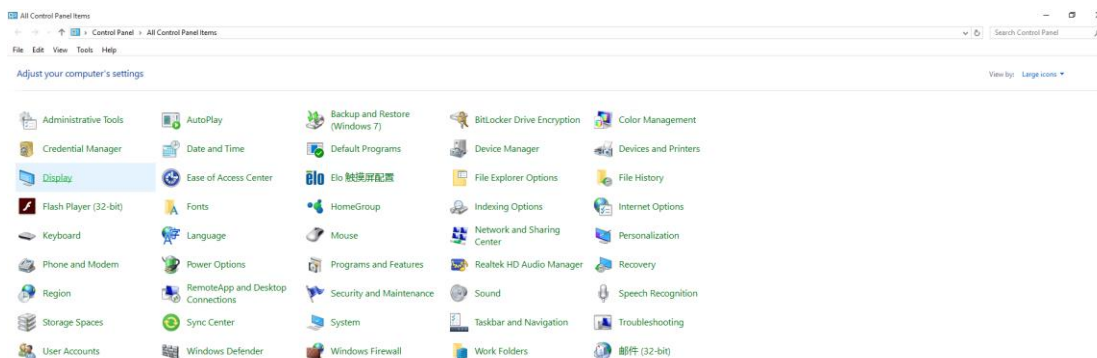 All Control Panel Items
Control Panel > All Control Panel Items
Search Control Panel
File Edit View Tools Help
Adjust your computer's settings
View by: Large icons
Administrative Tools
AutoPlay
Backup and Restore
(Windows 7)
BitLocker Drive Encryption
Color Management
Credential Manager
Date and Time
Default Programs
Device Manager
Devices and Printers
Display
Ease of Access Center
elo
Elo 触摸屏配置
File Explorer Options
File History
Flash Player (32-bit)
Fonts
HomeGroup
Indexing Options
Internet Options
Keyboard
Language
Mouse
Network and Sharing
Center
Personalization
Phone and Modem
Power Options
Programs and Features
Realtek HD Audio Manager
Recovery
Region
RemoteApp and Desktop
Connections
Security and Maintenance
Sound
Speech Recognition
Storage Spaces
Sync Center
System
Taskbar and Navigation
Troubleshooting
User Accounts
Windows Defender
Windows Firewall
Work Folders
邮件 (32-bit)